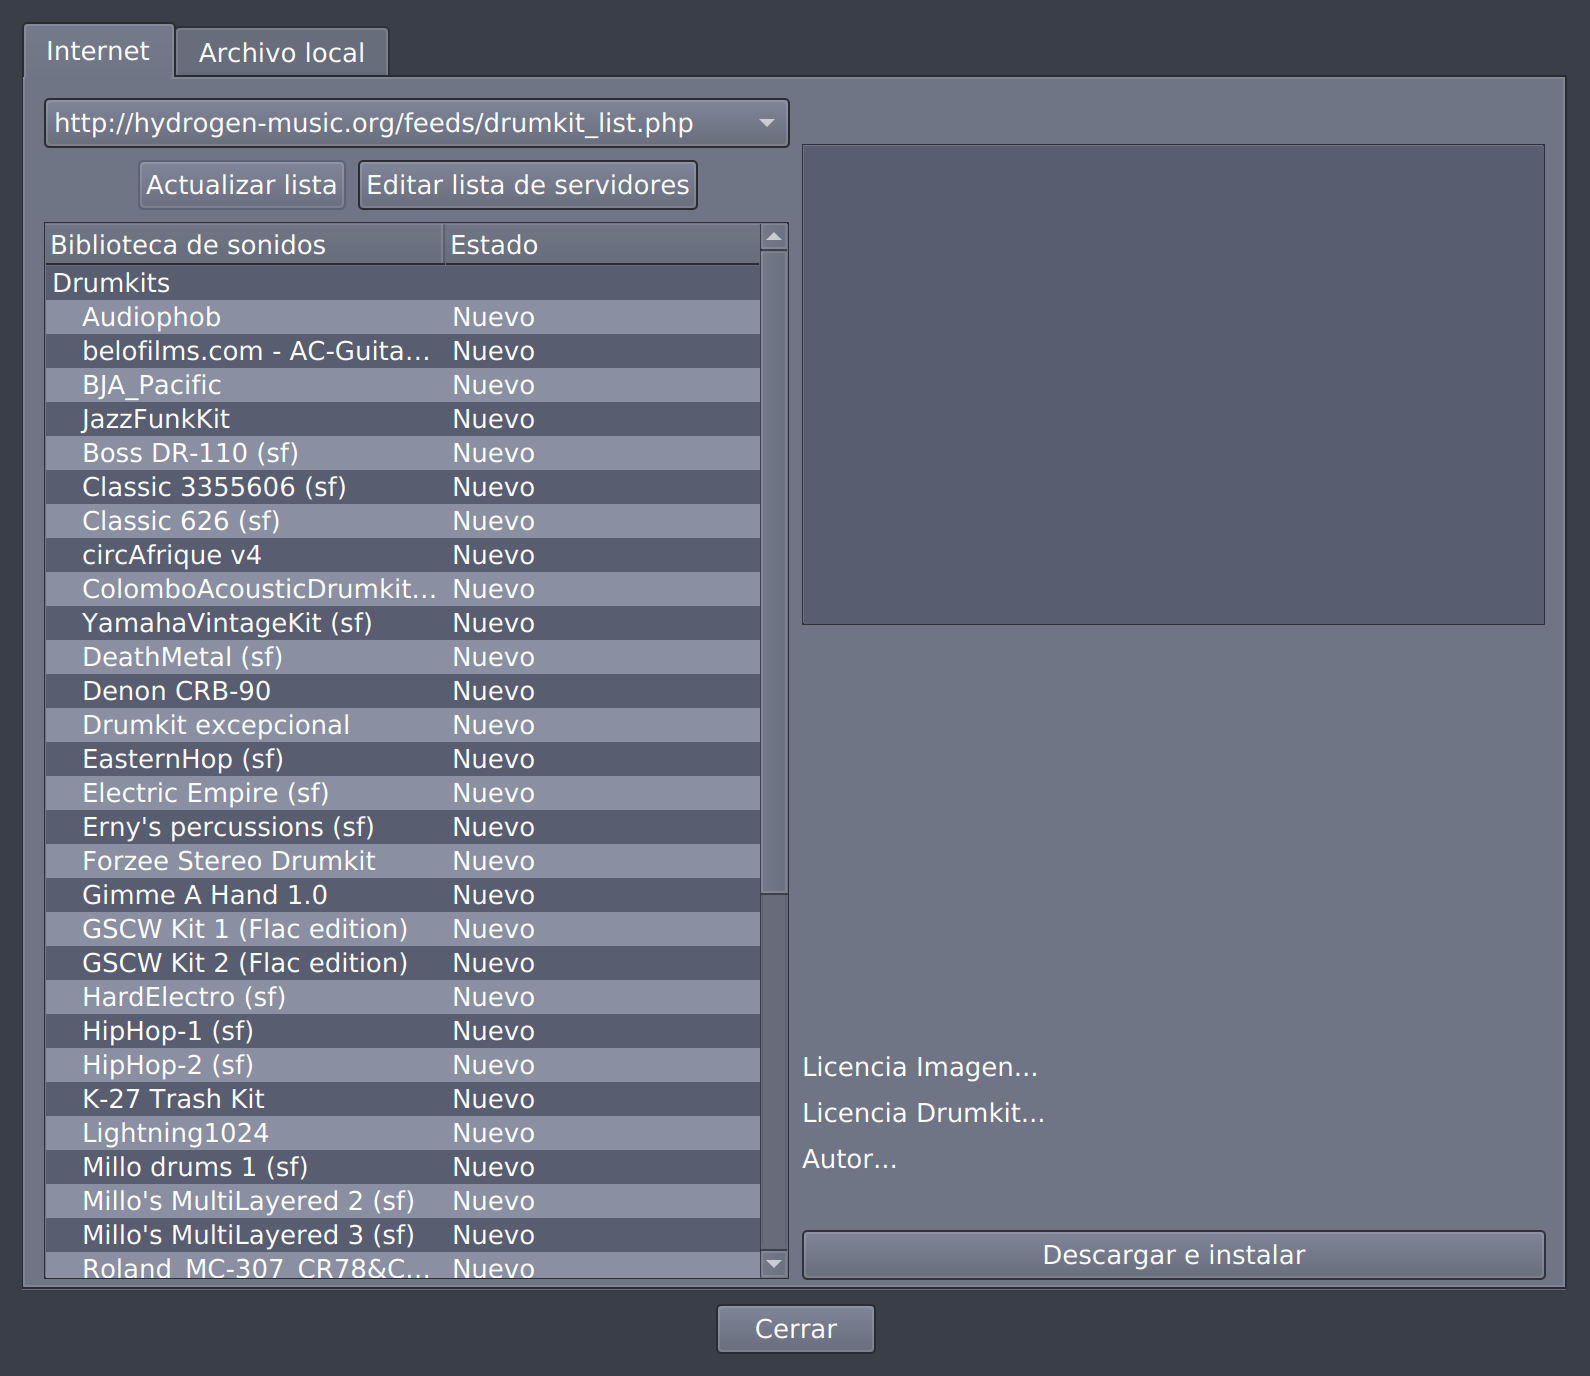 Internet
Archivo local
http://hydrogen-music.org/feeds/drumkit_list.php
Actualizar lista
Editar lista de servidores
Biblioteca de sonidos Estado
Drumkits
Audiophob Nuevo
belofilms.com - AC-Guita... Nuevo
BJA_Pacific Nuevo
JazzFunkKit Nuevo
Boss DR-110 (sf) Nuevo
Classic 3355606 (sf) Nuevo
Classic 626 (sf) Nuevo
circAfrique v4 Nuevo
ColomboAcousticDrumkit... Nuevo
YamahaVintageKit (sf) Nuevo
DeathMetal (sf) Nuevo
Denon CRB-90 Nuevo
Drumkit excepcional Nuevo
EasternHop (sf) Nuevo
Electric Empire (sf) Nuevo
Erny's percussions (sf) Nuevo
Forzee Stereo Drumkit Nuevo
Gimme A Hand 1.0 Nuevo
GSCW Kit 1 (Flac edition) Nuevo
GSCW Kit 2 (Flac edition) Nuevo
HardElectro (sf) Nuevo
HipHop-1 (sf) Nuevo
HipHop-2 (sf) Nuevo
K-27 Trash Kit Nuevo
Lightning1024 Nuevo
Millo drums 1 (sf) Nuevo
Millo's MultiLayered 2 (sf) Nuevo
Millo's MultiLayered 3 (sf) Nuevo
Roland_MC-307_CR78&C... Nuevo
Licencia Imagen...
Licencia Drumkit...
Autor...
Descargar e instalar
Cerrar